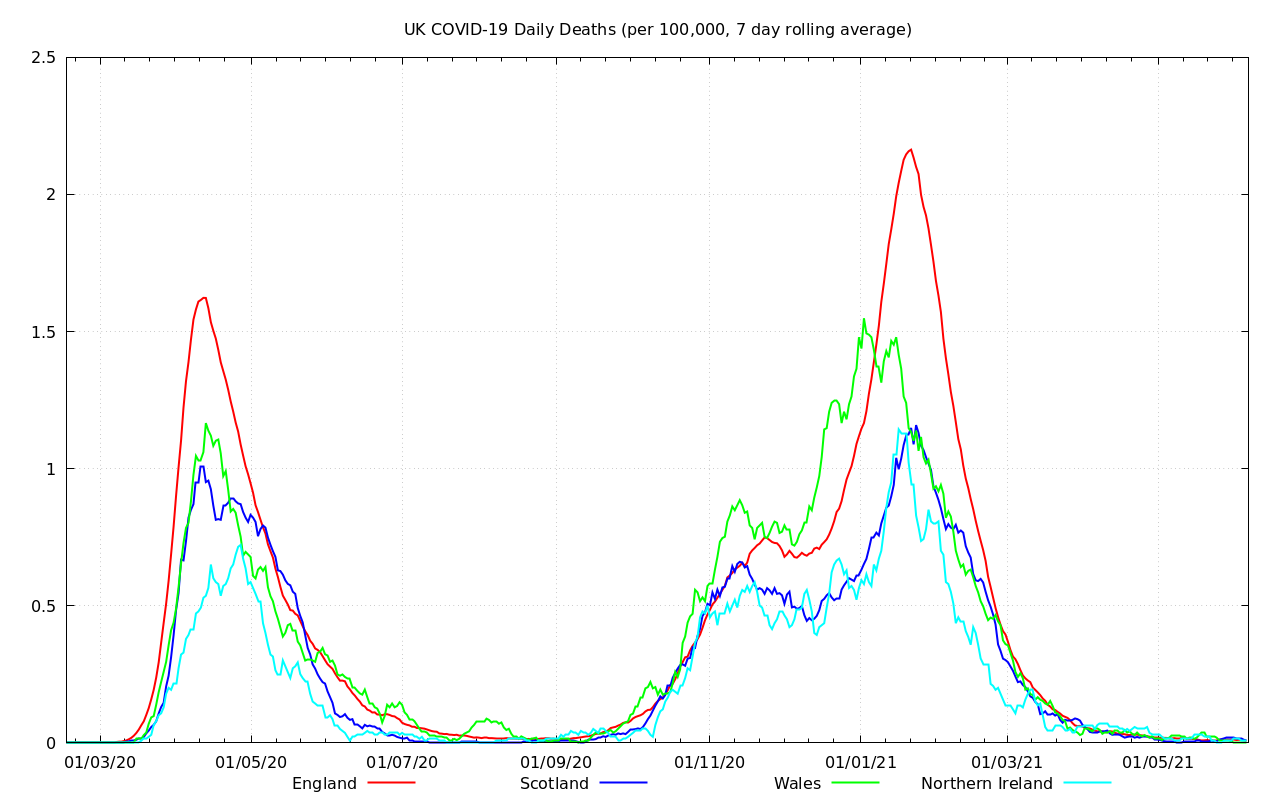 UK COVID-19 Daily Deaths (per 100,000, 7 day rolling average)
2.5
2
1.5
1
0.5
0
01/03/20 01/05/20 01/07/20 01/09/20 01/11/20 01/01/21 01/03/21 01/05/21
England Scotland Wales Northern Ireland